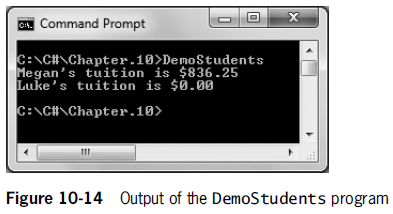 Command Prompt
C:\C#\Chapter.10>DemoStudents
Megan's tuition is $836.25
Luke's tuition is $0.00
C:\C#\Chapter.10>
Figure 10-14 Output of the DemoStudents program